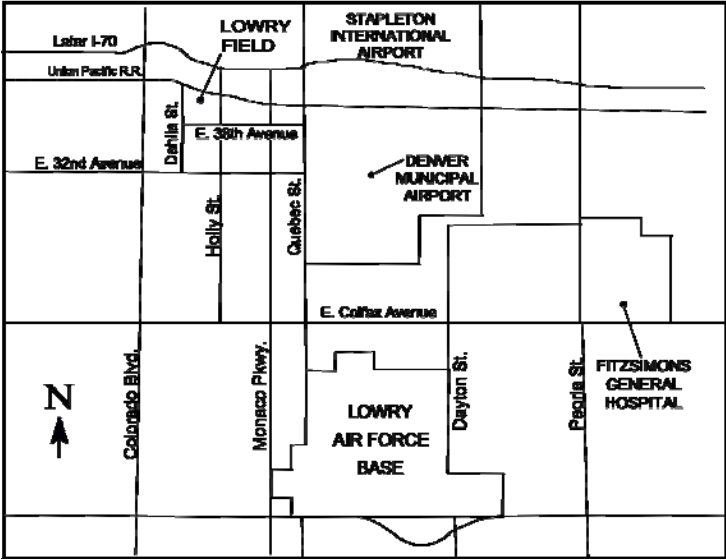 LOWRY
FIELD
STAPLETON
INTERNATIONAL
AIRPORT
Later I-70
Union Pacific R.R.
Dahlia St.
E. 38th Avenue
E. 32nd Avenue
DENVER
MUNICIPAL
AIRPORT
Holly St.
Quebec St.
E. Colfax Avenue
Colorado Blvd.
Monaco Pkwy.
Dayton St.
Peoria St.
FITZSIMONS
GENERAL
HOSPITAL
N
LOWRY
AIR FORCE
BASE